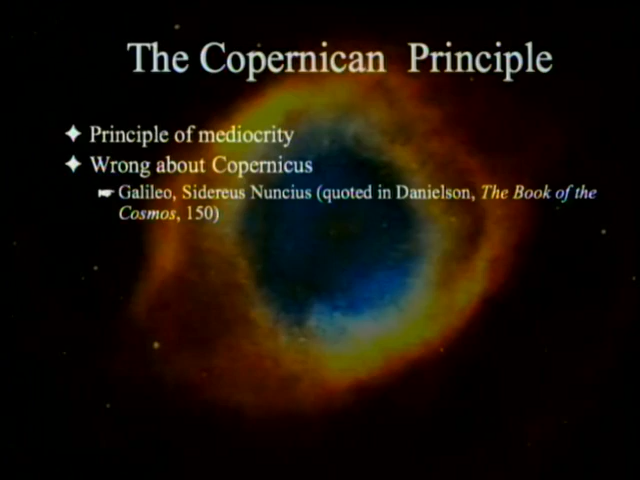 The Copernican Principle
Principle of mediocrity
Wrong about Copernicus
Galileo, Sidereus Nuncius (quoted in Danielson, The Book of the
Cosmos, 150)